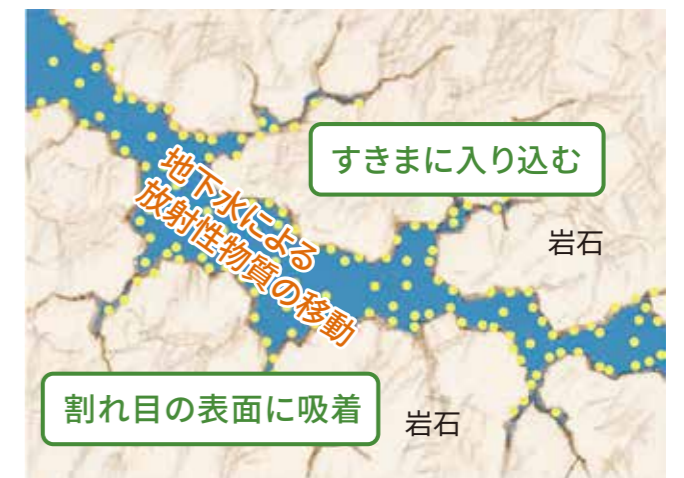 すきまに入り込む
地下水による
放射性物質の移動
岩石
割れ目の表面に吸着
岩石